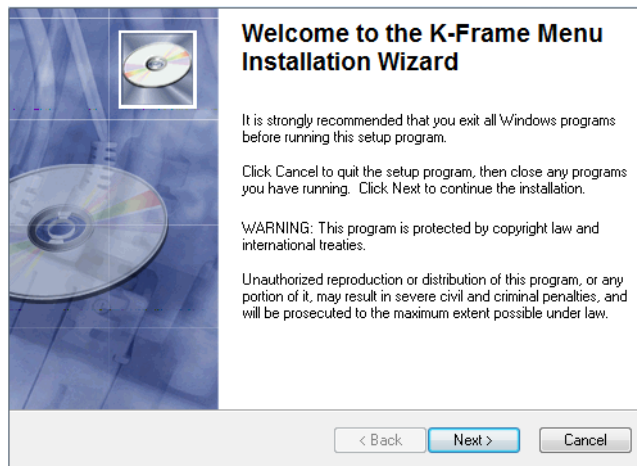 Welcome to the K-Frame Menu
Installation Wizard
It is strongly recommended that you exit all Windows programs
before running this setup program.
Click Cancel to quit the setup program, then close any programs
you have running.  Click Next to continue the installation.
WARNING: This program is protected by copyright law and
international treaties.
Unauthorized reproduction or distribution of this program, or any
portion of it, may result in severe civil and criminal penalties, and
will be prosecuted to the maximum extent possible under law.
< Back Next > Cancel